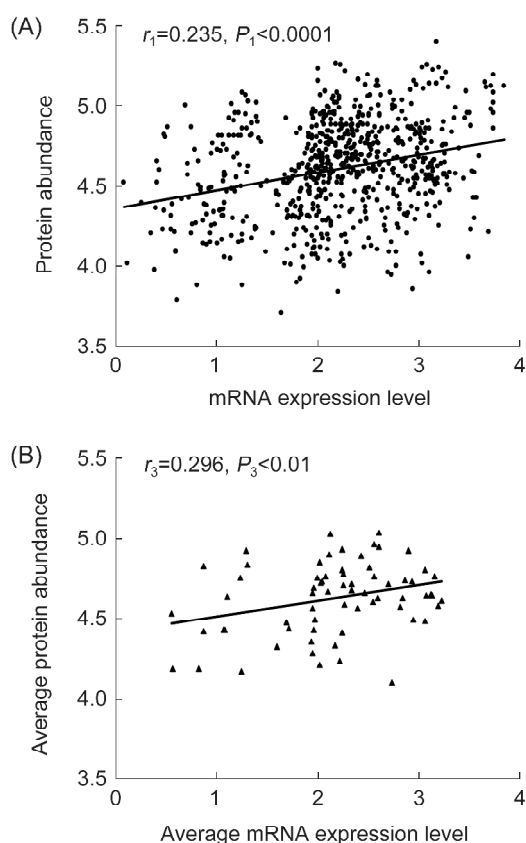 (A)
r₁=0.235, P₁<0.0001
5.5
5.0
4.5
4.0
3.5
Protein abundance
0 1 2 3 4
mRNA expression level
(B)
r₃=0.296, P₃<0.01
5.5
5.0
4.5
4.0
3.5
Average protein abundance
0 1 2 3 4
Average mRNA expression level